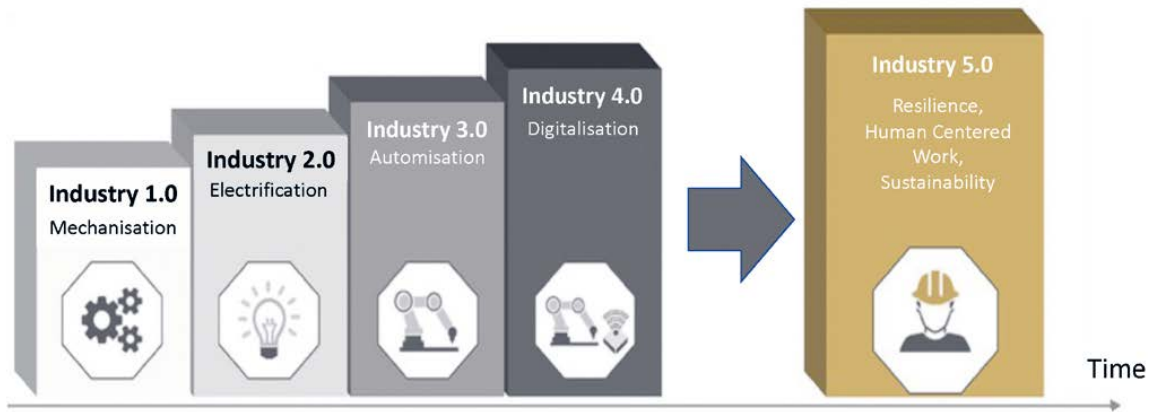 Industry 1.0
Mechanisation
Industry 2.0
Electrification
Industry 3.0
Automisation
Industry 4.0
Digitalisation
Industry 5.0
Resilience,
Human Centered
Work,
Sustainability
Time